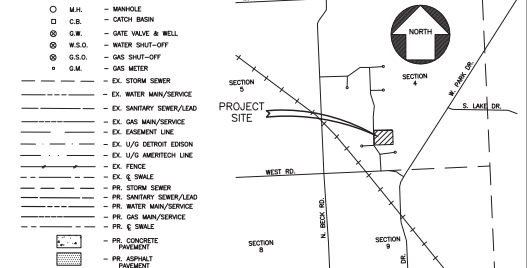 M.H. - MANHOLE
C.B. - CATCH BASIN
G.W. - GATE VALVE & WELL
W.S.O. - WATER SHUT-OFF
G.S.O. - GAS SHUT-OFF
G.M. - GAS METER
- EX. STORM SEWER
- EX. WATER MAIN/SERVICE
- EX. SANITARY SEWER/LEAD
- EX. GAS MAIN/SERVICE
- EX. EASEMENT LINE
- EX. U/G DETROIT EDISON
- EX. U/G AMERITECH LINE
- EX. FENCE
- EX. ℄ SWALE
- PR. STORM SEWER
- PR. SANITARY SEWER/LEAD
- PR. WATER MAIN/SERVICE
- PR. GAS MAIN/SERVICE
- PR. ℄ SWALE
- PR. CONCRETE
PAVEMENT
- PR. ASPHALT
PAVEMENT
NORTH
SECTION
5
SECTION
4
W. PARK DR.
S. LAKE DR.
PROJECT
SITE
WEST RD.
N. BECK RD.
SECTION
8
SECTION
9
DR.